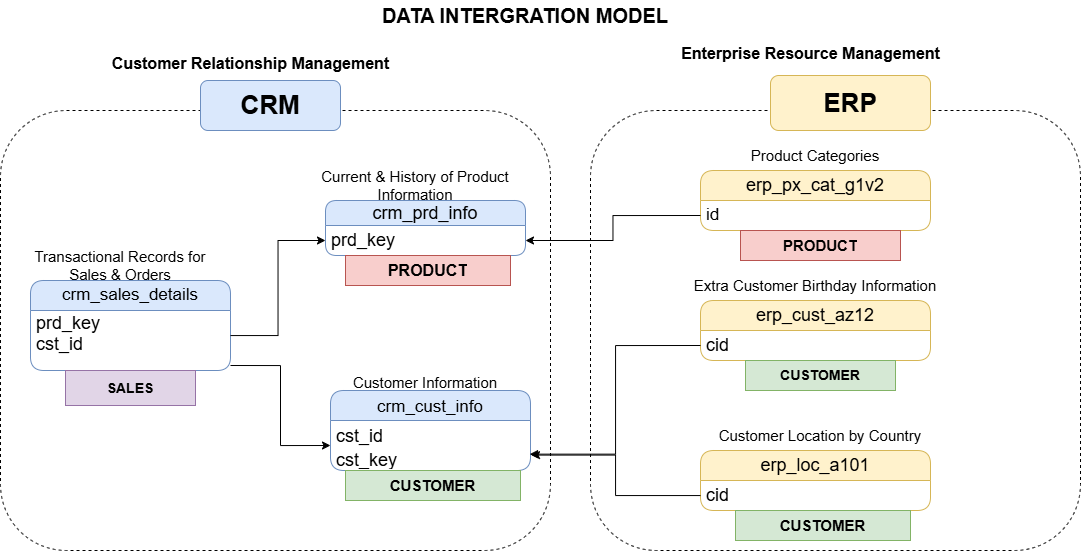 DATA INTERGRATION MODEL
Customer Relationship Management
CRM
Current & History of Product
Information
crm_prd_info
prd_key
PRODUCT
Transactional Records for
Sales & Orders
crm_sales_details
prd_key
cst_id
SALES
Customer Information
crm_cust_info
cst_id
cst_key
CUSTOMER
Enterprise Resource Management
ERP
Product Categories
erp_px_cat_g1v2
id
PRODUCT
Extra Customer Birthday Information
erp_cust_az12
cid
CUSTOMER
Customer Location by Country
erp_loc_a101
cid
CUSTOMER